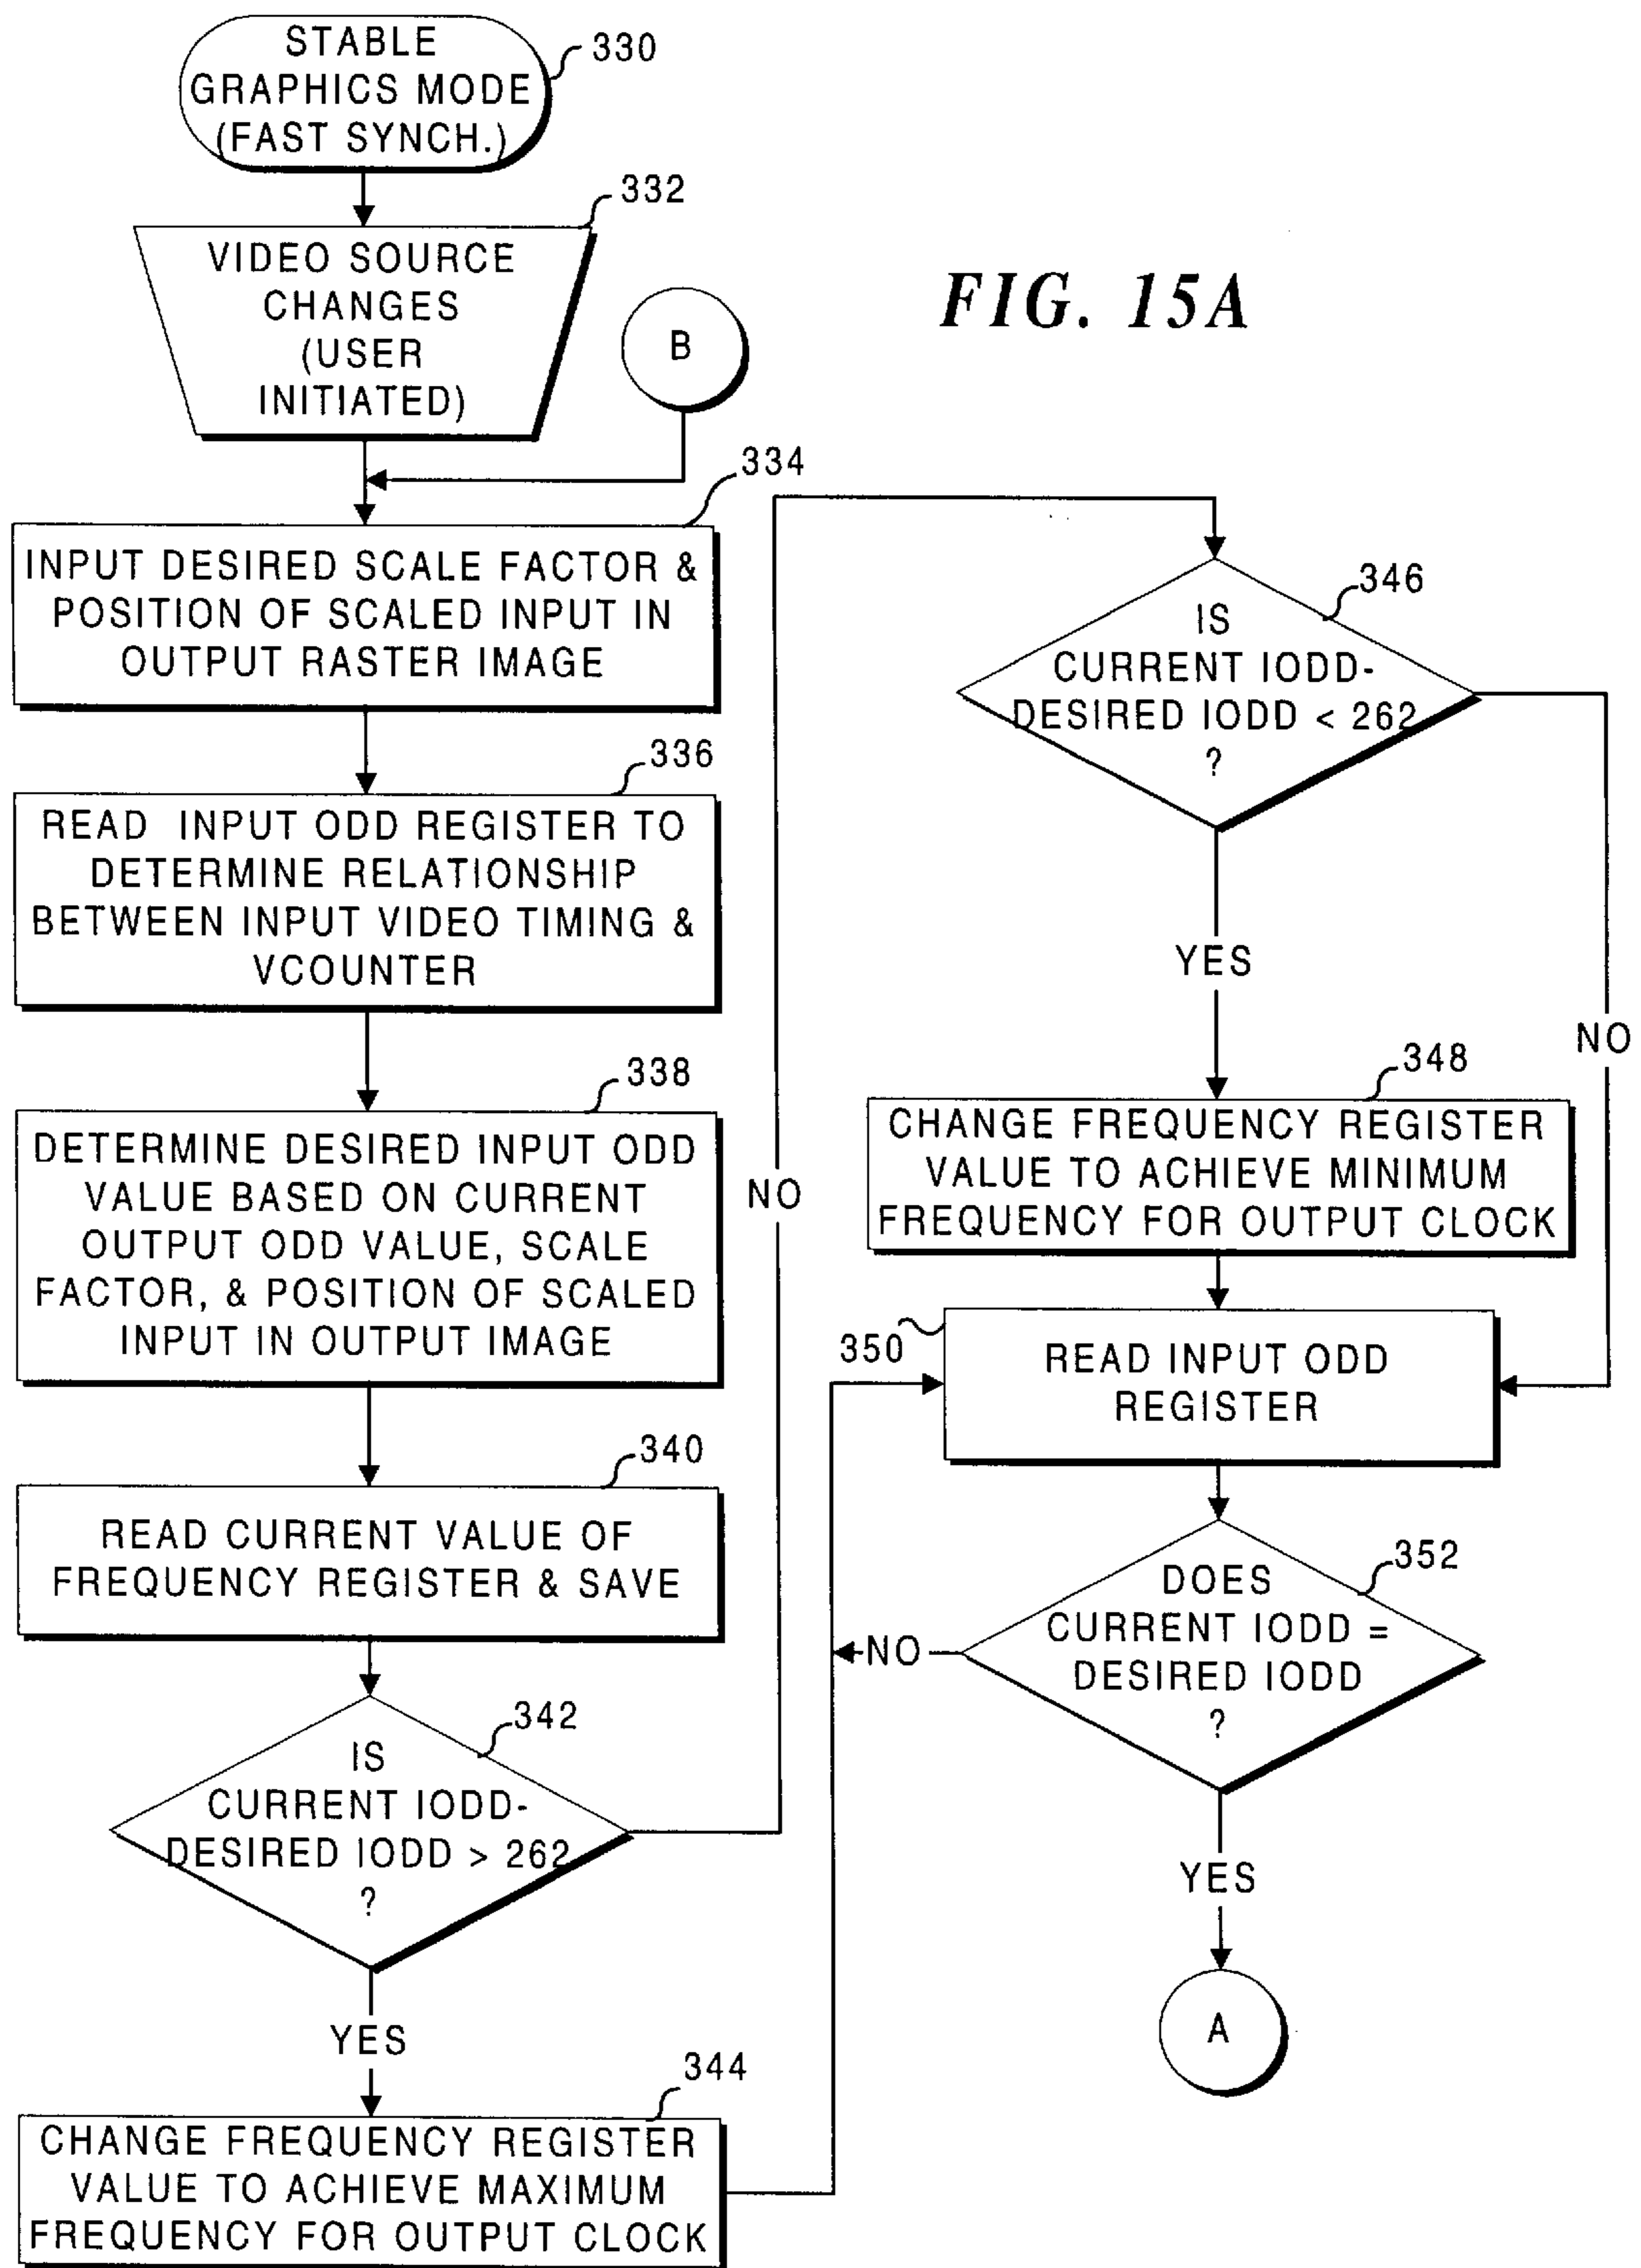 STABLE
GRAPHICS MODE
(FAST SYNCH.)
330
332
VIDEO SOURCE
CHANGES
(USER
INITIATED)
B
FIG. 15A
334
INPUT DESIRED SCALE FACTOR &
POSITION OF SCALED INPUT IN
OUTPUT RASTER IMAGE
336
READ INPUT ODD REGISTER TO
DETERMINE RELATIONSHIP
BETWEEN INPUT VIDEO TIMING &
VCOUNTER
338
DETERMINE DESIRED INPUT ODD
VALUE BASED ON CURRENT
OUTPUT ODD VALUE, SCALE
FACTOR, & POSITION OF SCALED
INPUT IN OUTPUT IMAGE
NO
340
READ CURRENT VALUE OF
FREQUENCY REGISTER & SAVE
342
IS
CURRENT IODD-
DESIRED IODD > 262
?
YES
344
CHANGE FREQUENCY REGISTER
VALUE TO ACHIEVE MAXIMUM
FREQUENCY FOR OUTPUT CLOCK
346
IS
CURRENT IODD-
DESIRED IODD < 262
?
YES
NO
348
CHANGE FREQUENCY REGISTER
VALUE TO ACHIEVE MINIMUM
FREQUENCY FOR OUTPUT CLOCK
350
READ INPUT ODD
REGISTER
352
DOES
CURRENT IODD =
DESIRED IODD
?
NO
YES
A